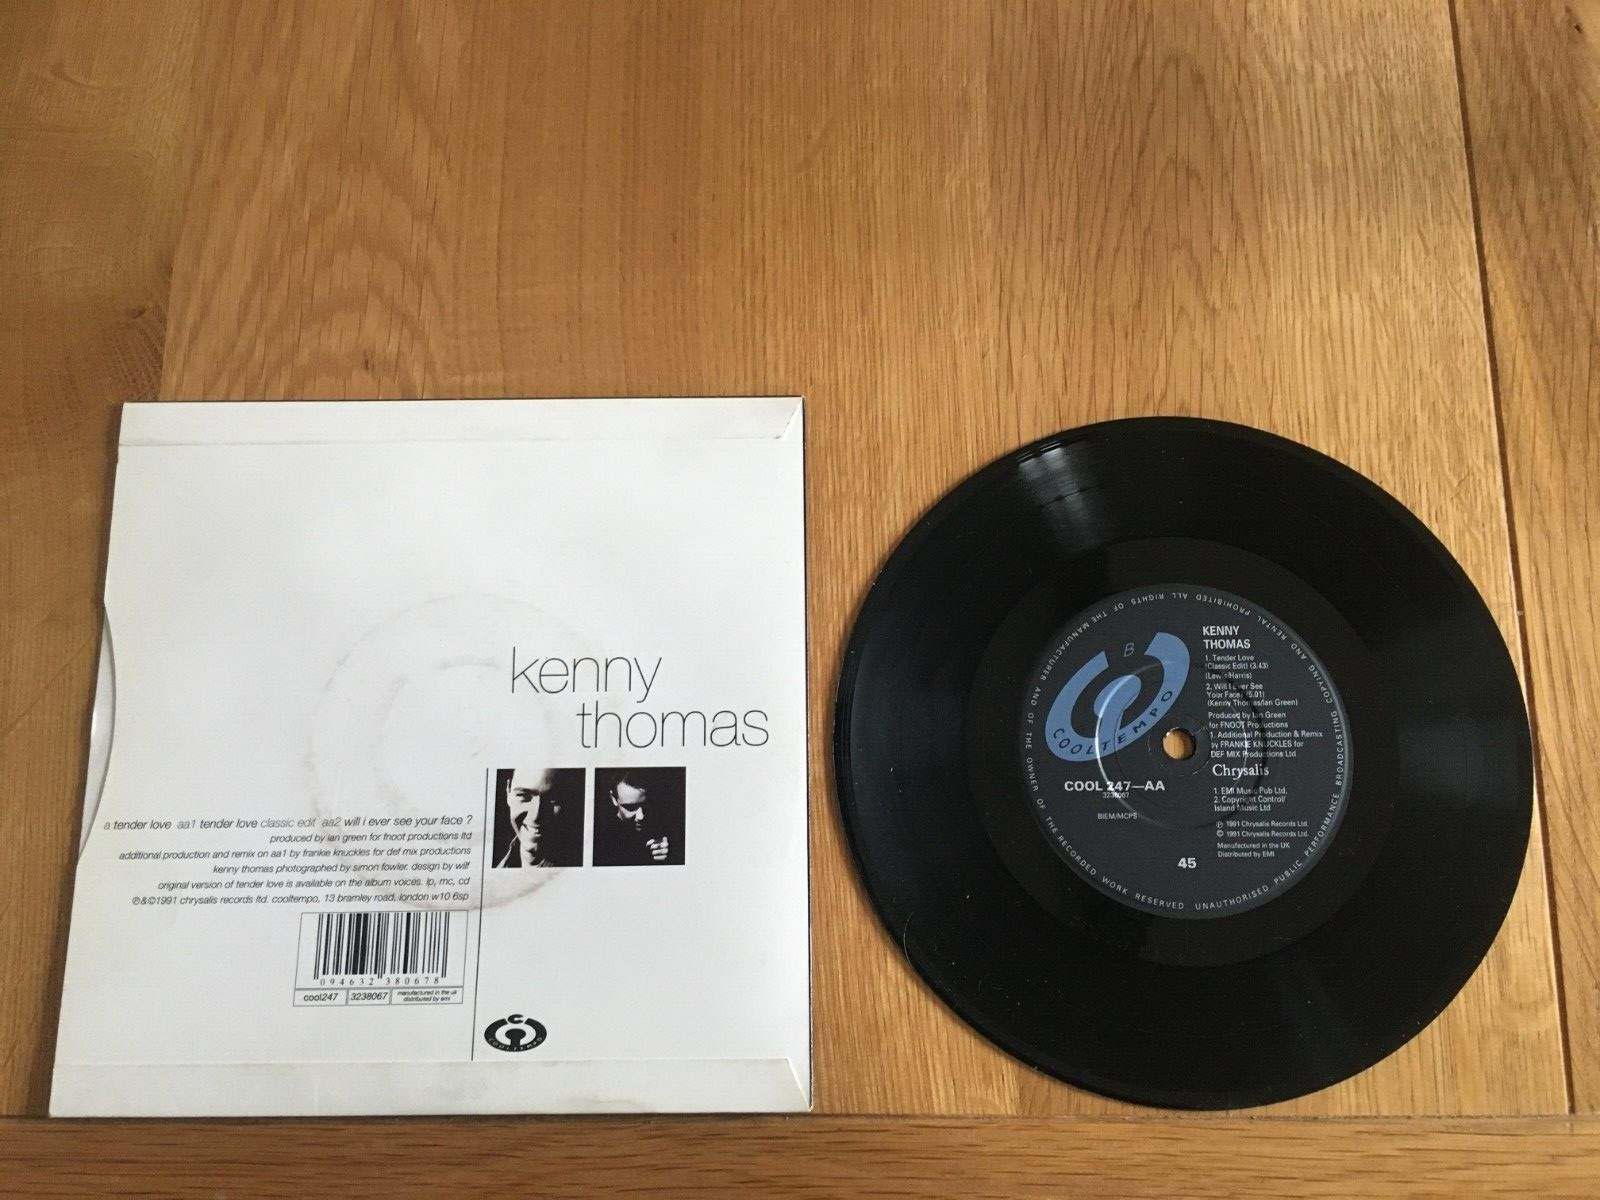 kenny
thomas
a tender love aa1 tender love classic edit aa2 will i ever see your face ?
produced by ian green for fnoot productions ltd
additional production and remix on aa1 by frankie knuckles for def mix productions
kenny thomas photographed by simon fowler. design by wilf
original version of tender love is available on the album voices. lp, mc, cd
℗&©1991 chrysalis records ltd. cooltempo, 13 bramley road, london w10 6sp
094632 380678
cool247
3238067
manufactured in the uk
distributed by emi
COOLTEMPO
B
COOLTEMPO
KENNY
THOMAS
1. Tender Love
(Classic Edit) (3.43)
(Lewis/Harris)
2. Will I Ever See
Your Face? (5.01)
(Kenny Thomas/Ian Green)
Produced by Ian Green
for FNOOT Productions
1. Additional Production & Remix
by FRANKIE KNUCKLES for
DEF MIX Productions Ltd
Chrysalis
COOL 247—AA
3238067
BIEM/MCPS
1. EMI Music Pub Ltd,
2. Copyright Control/
Island Music Ltd
℗ 1991 Chrysalis Records Ltd.
© 1991 Chrysalis Records Ltd.
Manufactured in the UK
Distributed by EMI
45
ALL RIGHTS OF THE MANUFACTURER AND OF THE OWNER OF THE RECORDED WORK RESERVED UNAUTHORISED PUBLIC PERFORMANCE BROADCASTING COPYING AND RENTAL PROHIBITED